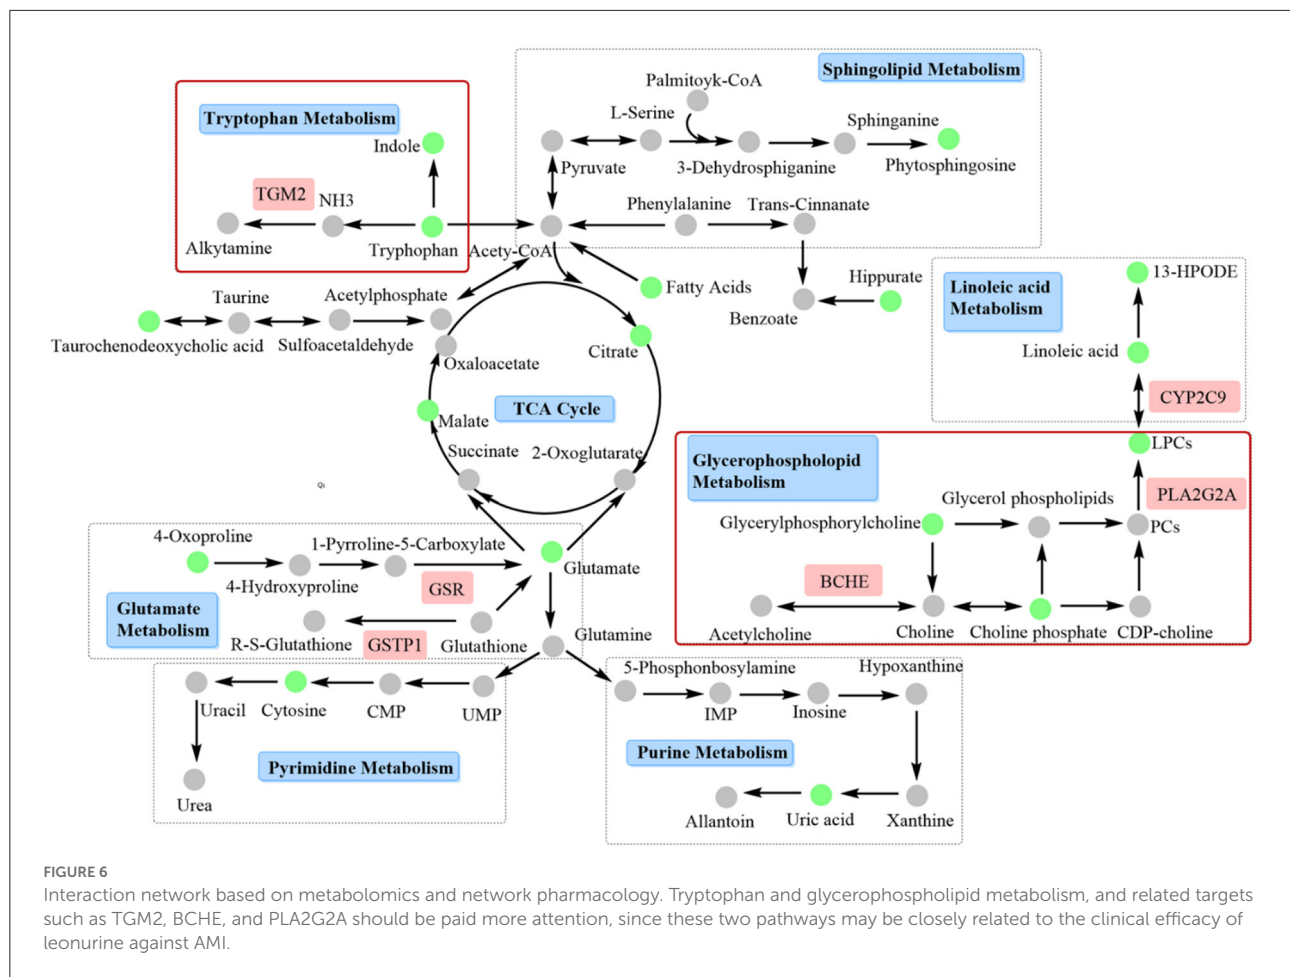 Sphingolipid Metabolism
Palmitoyk-CoA
L-Serine
Sphinganine
Pyruvate
3-Dehydrosphiganine
Phytosphingosine
Tryptophan Metabolism
Indole
TGM2
NH3
Alkytamine
Tryphophan
Acety-CoA
Phenylalanine
Trans-Cinnanate
Hippurate
Benzoate
Fatty Acids
Taurine
Acetylphosphate
Taurochenodeoxycholic acid
Sulfoacetaldehyde
Oxaloacetate
Citrate
Malate
TCA Cycle
Succinate
2-Oxoglutarate
Linoleic acid
Metabolism
13-HPODE
Linoleic acid
CYP2C9
LPCs
Glycerophospholopid
Metabolism
PLA2G2A
Glycerol phospholipids
Glycerylphosphorylcholine
PCs
BCHE
Acetylcholine
Choline
Choline phosphate
CDP-choline
4-Oxoproline
1-Pyrroline-5-Carboxylate
4-Hydroxyproline
Glutamate
GSR
Glutamate
Metabolism
R-S-Glutathione
GSTP1
Glutathione
Glutamine
Uracil
Cytosine
CMP
UMP
Pyrimidine Metabolism
Urea
5-Phosphonbosylamine
Hypoxanthine
IMP
Inosine
Purine Metabolism
Allantoin
Uric acid
Xanthine
FIGURE 6
Interaction network based on metabolomics and network pharmacology. Tryptophan and glycerophospholipid metabolism, and related targets
such as TGM2, BCHE, and PLA2G2A should be paid more attention, since these two pathways may be closely related to the clinical efficacy of
leonurine against AMI.